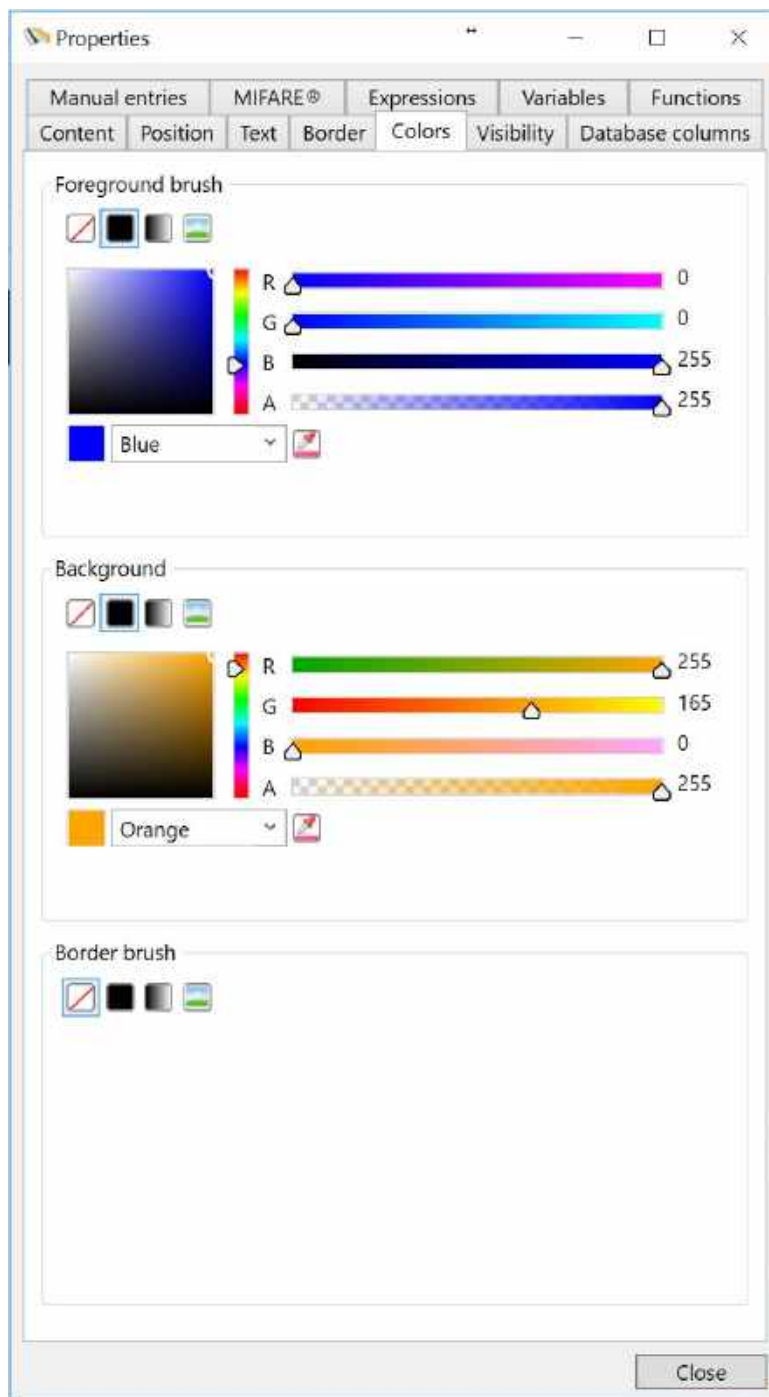 Properties
Manual entries MIFARE® Expressions Variables Functions
Content Position Text Border Colors Visibility Database columns
Foreground brush
R 0
G 0
B 255
A 255
Blue
Background
R 255
G 165
B 0
A 255
Orange
Border brush
Close